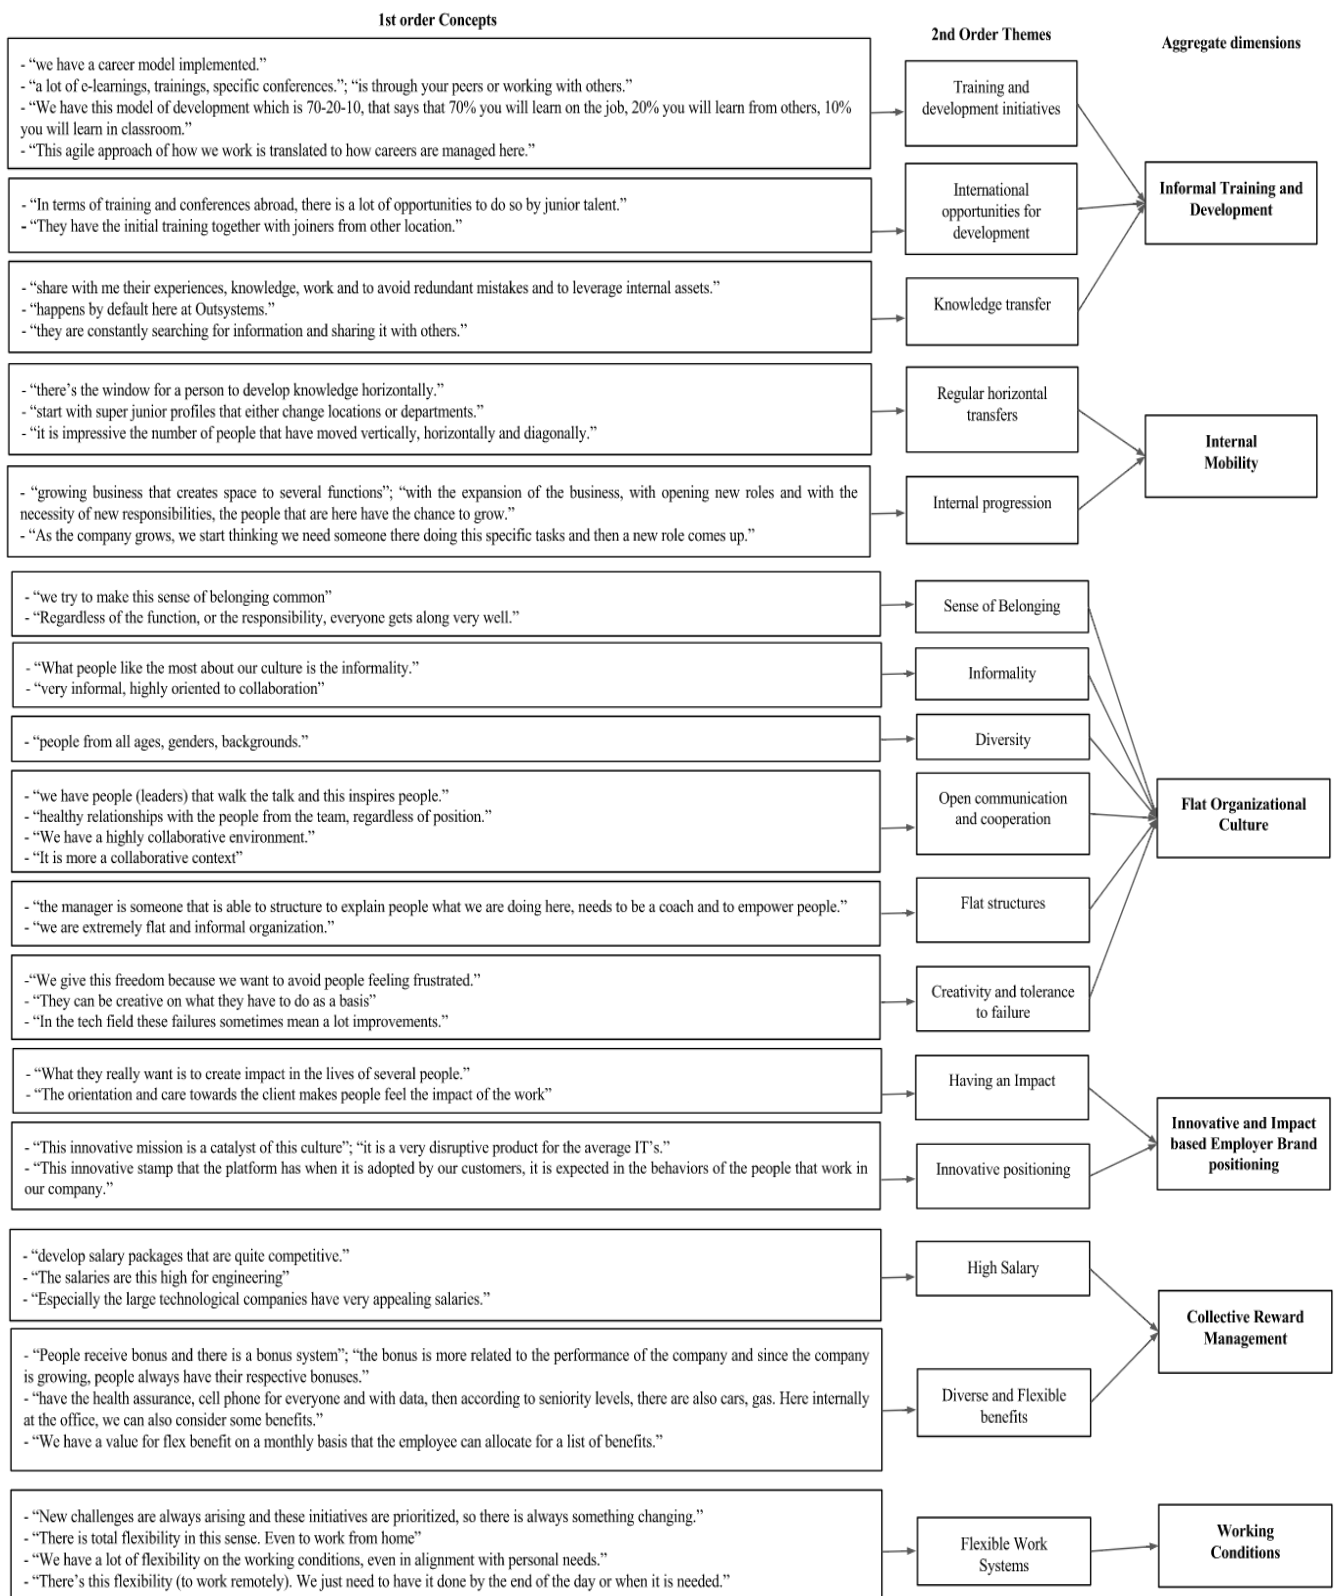 1st order Concepts
2nd Order Themes
Aggregate dimensions
- “we have a career model implemented.”
- “a lot of e-learnings, trainings, specific conferences.”; “is through your peers or working with others.”
- “We have this model of development which is 70-20-10, that says that 70% you will learn on the job, 20% you will learn from others, 10%
you will learn in classroom.”
- “This agile approach of how we work is translated to how careers are managed here.”
Training and
development initiatives
- “In terms of training and conferences abroad, there is a lot of opportunities to do so by junior talent.”
- “They have the initial training together with joiners from other location.”
International
opportunities for
development
Informal Training and
Development
- “share with me their experiences, knowledge, work and to avoid redundant mistakes and to leverage internal assets.”
- “happens by default here at Outsystems.”
- “they are constantly searching for information and sharing it with others.”
Knowledge transfer
- “there’s the window for a person to develop knowledge horizontally.”
- “start with super junior profiles that either change locations or departments.”
- “it is impressive the number of people that have moved vertically, horizontally and diagonally.”
Regular horizontal
transfers
Internal
Mobility
- “growing business that creates space to several functions”; “with the expansion of the business, with opening new roles and with the
necessity of new responsibilities, the people that are here have the chance to grow.”
- “As the company grows, we start thinking we need someone there doing this specific tasks and then a new role comes up.”
Internal progression
- “we try to make this sense of belonging common”
- “Regardless of the function, or the responsibility, everyone gets along very well.”
Sense of Belonging
- “What people like the most about our culture is the informality.”
- “very informal, highly oriented to collaboration”
Informality
- “people from all ages, genders, backgrounds.”
Diversity
- “we have people (leaders) that walk the talk and this inspires people.”
- “healthy relationships with the people from the team, regardless of position.”
- “We have a highly collaborative environment.”
- “It is more a collaborative context”
Open communication
and cooperation
Flat Organizational
Culture
- “the manager is someone that is able to structure to explain people what we are doing here, needs to be a coach and to empower people.”
- “we are extremely flat and informal organization.”
Flat structures
-“We give this freedom because we want to avoid people feeling frustrated.”
- “They can be creative on what they have to do as a basis”
- “In the tech field these failures sometimes mean a lot improvements.”
Creativity and tolerance
to failure
- “What they really want is to create impact in the lives of several people.”
- “The orientation and care towards the client makes people feel the impact of the work”
Having an Impact
Innovative and Impact
based Employer Brand
positioning
- “This innovative mission is a catalyst of this culture”; “it is a very disruptive product for the average IT’s.”
- “This innovative stamp that the platform has when it is adopted by our customers, it is expected in the behaviors of the people that work in
our company.”
Innovative positioning
- “develop salary packages that are quite competitive.”
- “The salaries are this high for engineering”
- “Especially the large technological companies have very appealing salaries.”
High Salary
Collective Reward
Management
- “People receive bonus and there is a bonus system”; “the bonus is more related to the performance of the company and since the company
is growing, people always have their respective bonuses.”
- “have the health assurance, cell phone for everyone and with data, then according to seniority levels, there are also cars, gas. Here internally
at the office, we can also consider some benefits.”
- “We have a value for flex benefit on a monthly basis that the employee can allocate for a list of benefits.”
Diverse and Flexible
benefits
- “New challenges are always arising and these initiatives are prioritized, so there is always something changing.”
- “There is total flexibility in this sense. Even to work from home”
- “We have a lot of flexibility on the working conditions, even in alignment with personal needs.”
- “There’s this flexibility (to work remotely). We just need to have it done by the end of the day or when it is needed.”
Flexible Work
Systems
Working
Conditions